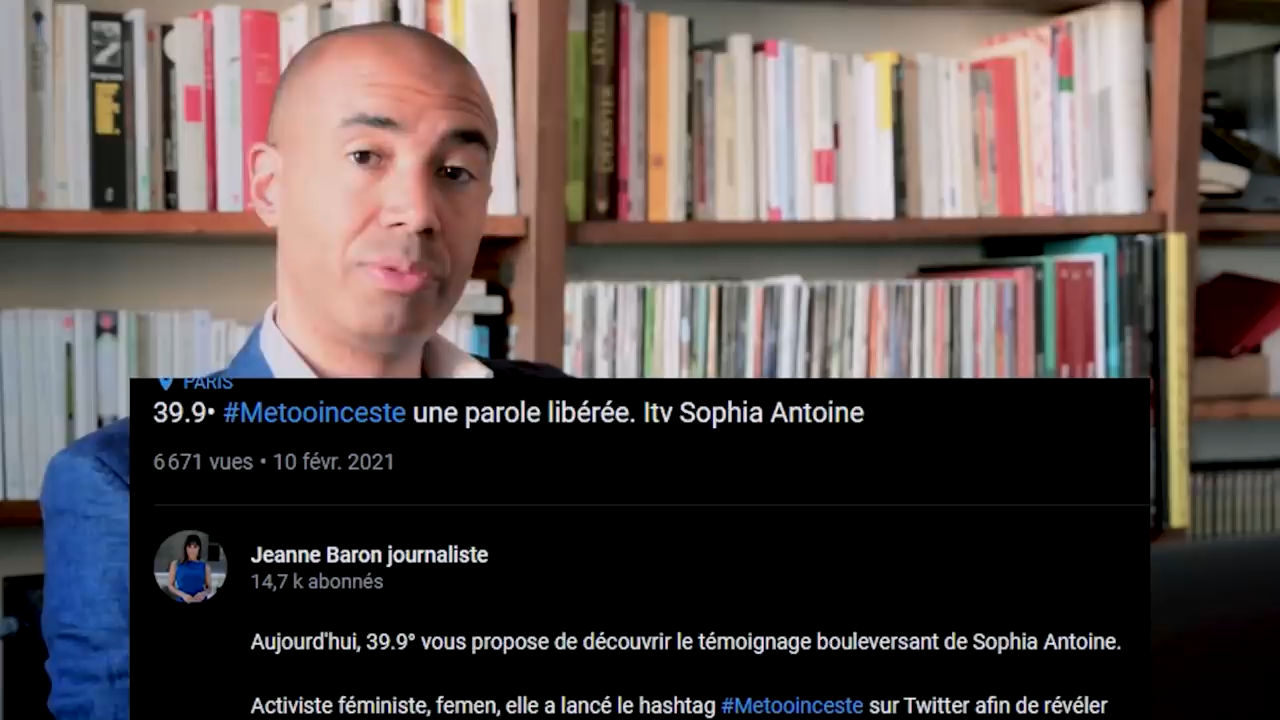 PARIS
39.9• #Metooinceste une parole libérée. Itv Sophia Antoine
6 671 vues • 10 févr. 2021
Jeanne Baron journaliste
14,7 k abonnés
Aujourd'hui, 39.9° vous propose de découvrir le témoignage bouleversant de Sophia Antoine.
Activiste féministe, femen, elle a lancé le hashtag #Metooinceste sur Twitter afin de révéler